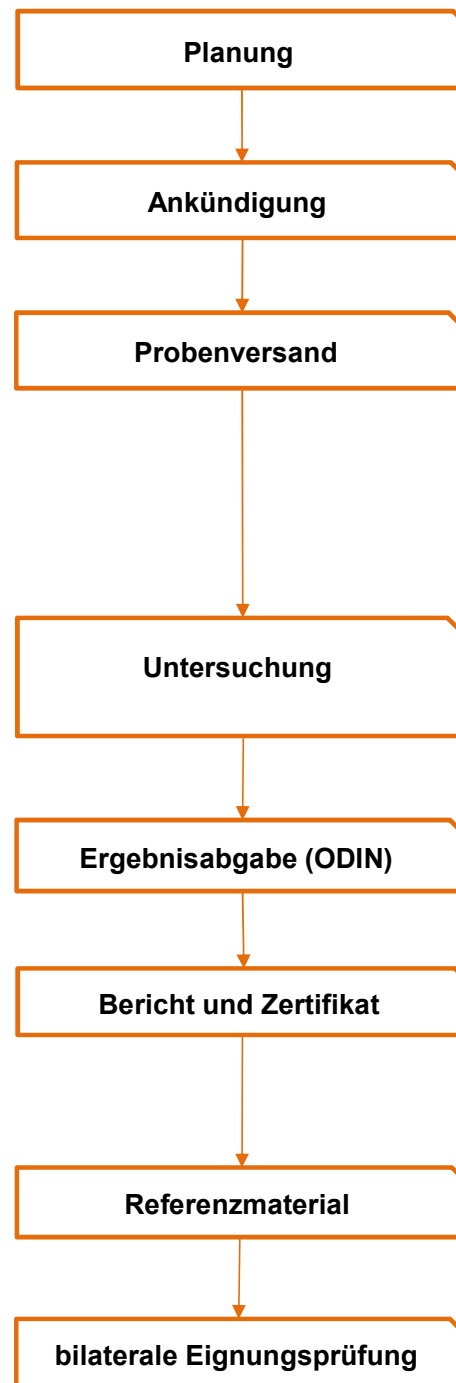 Planung
Ankündigung
Probenversand
Untersuchung
Ergebnisabgabe (ODIN)
Bericht und Zertifikat
Referenzmaterial
bilaterale Eignungsprüfung